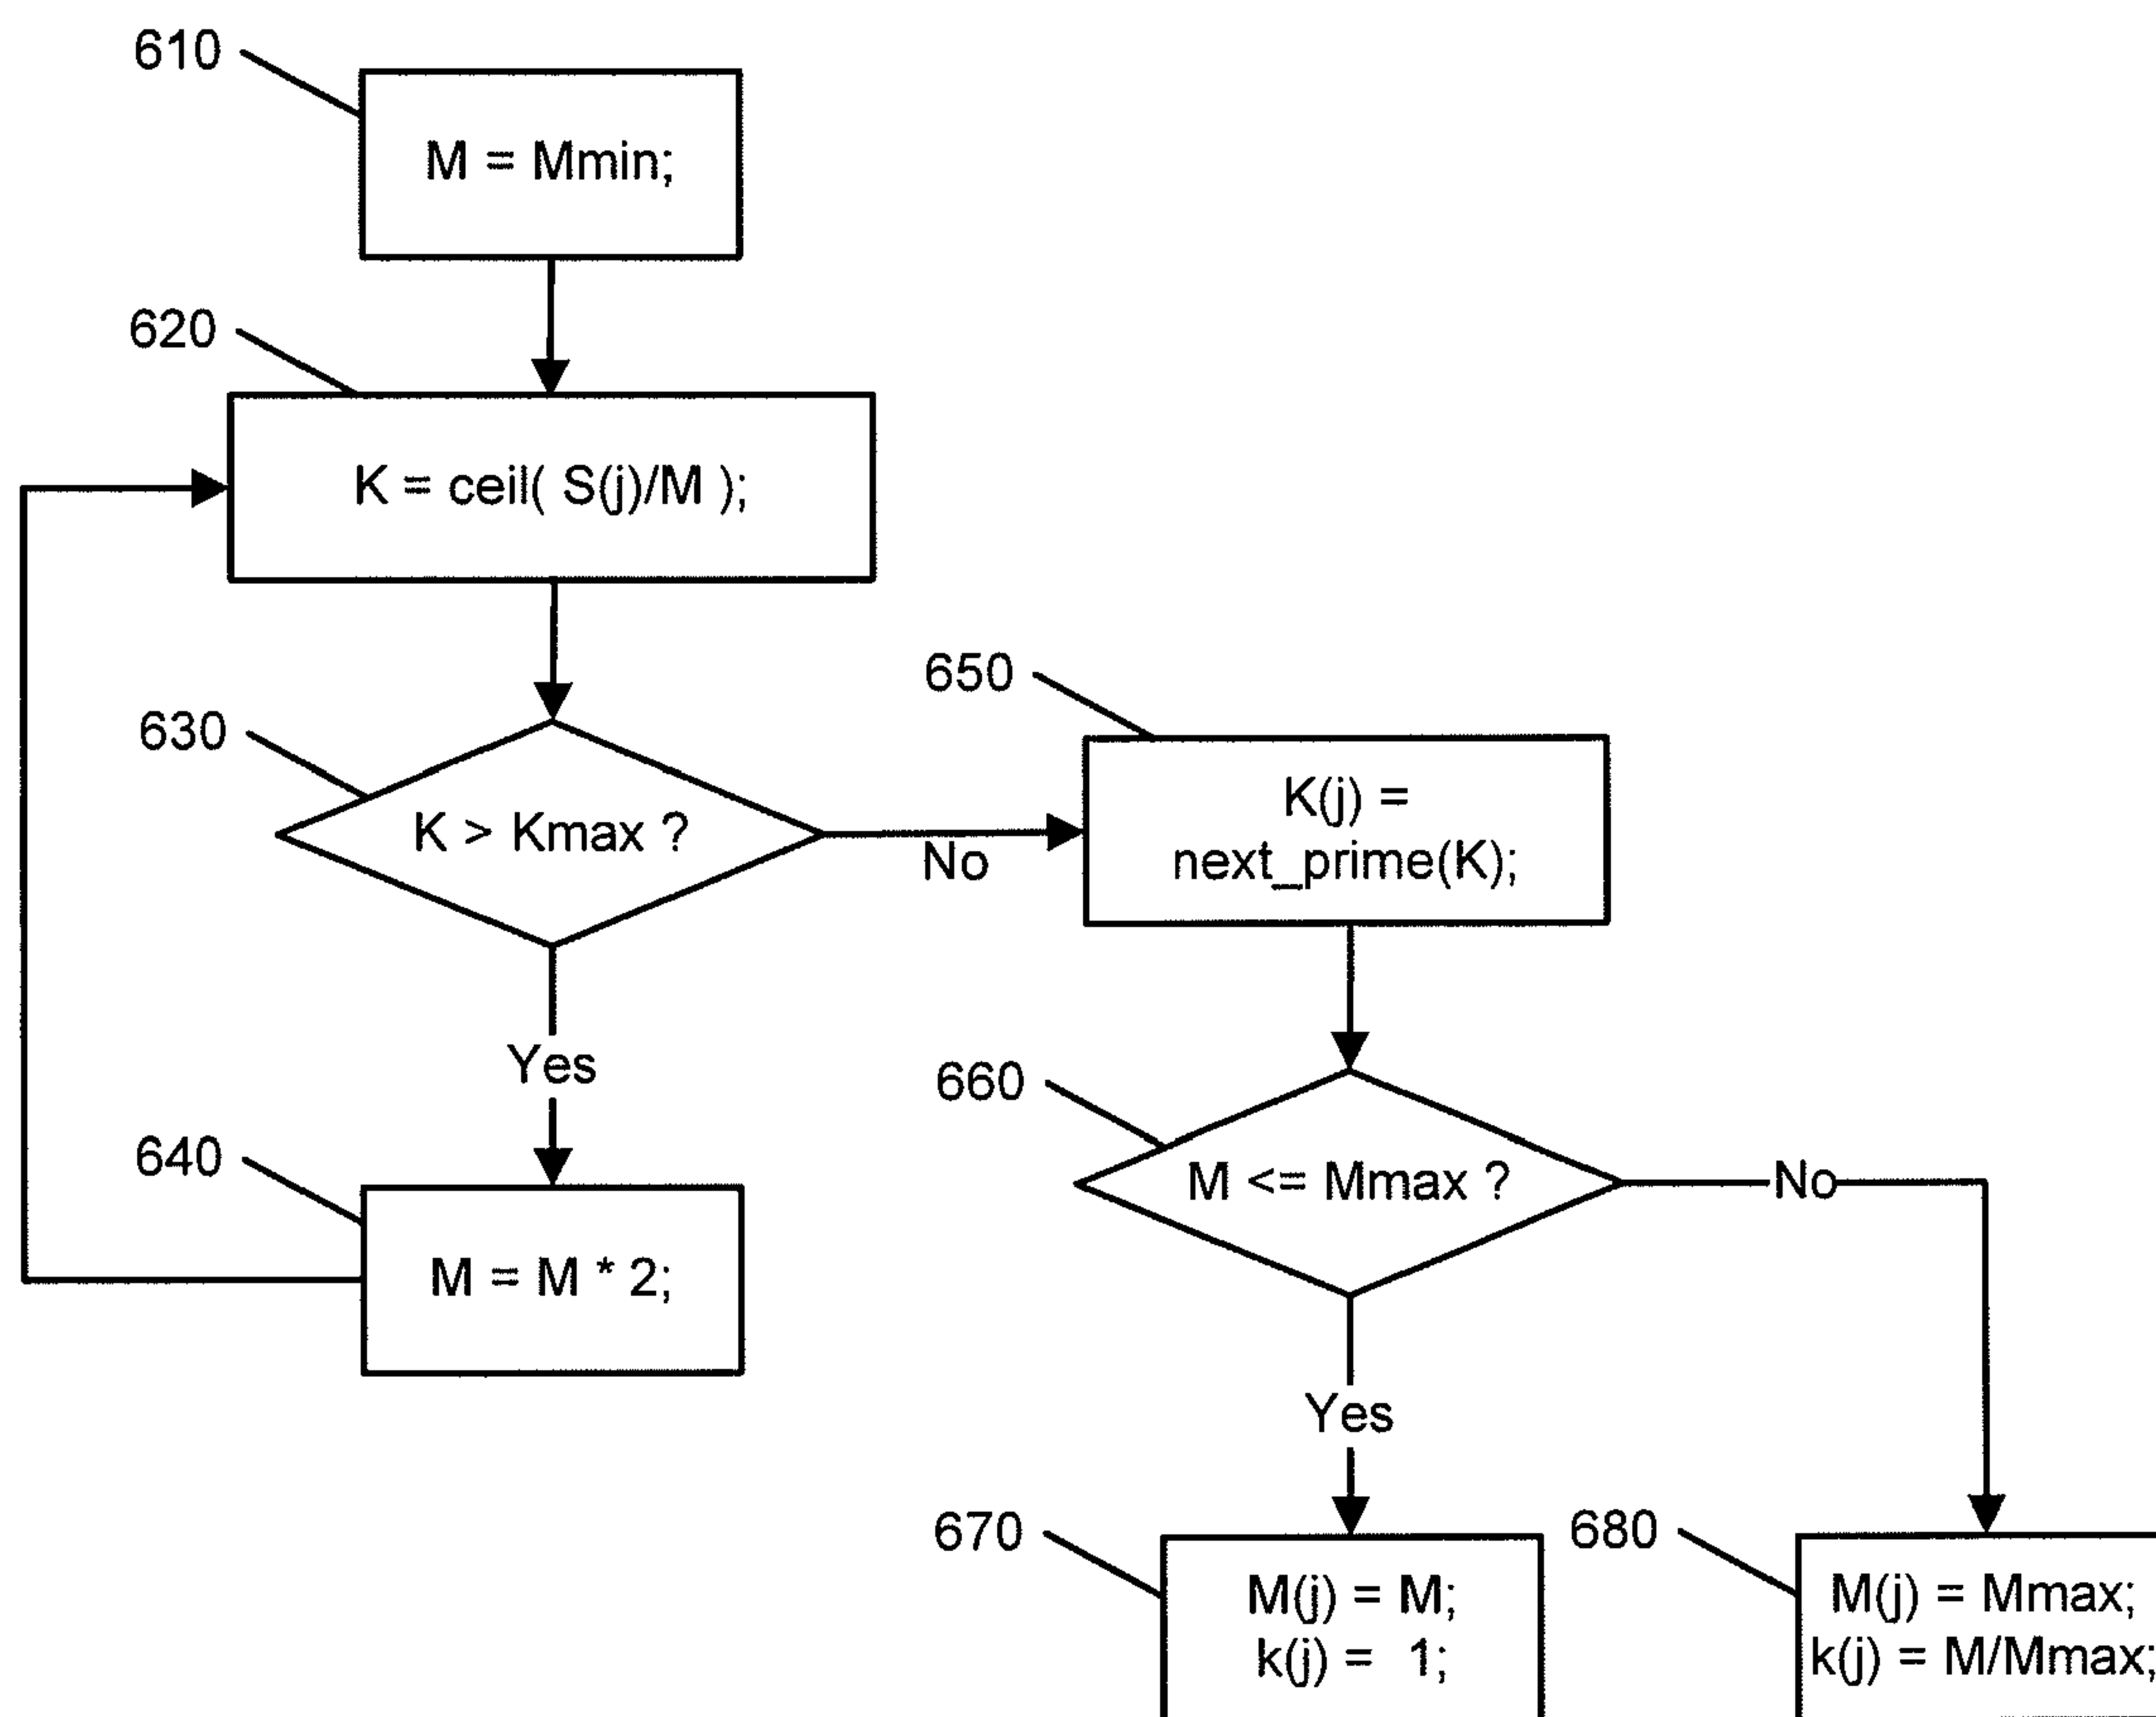 610
M = Mmin;
620
K = ceil( S(j)/M );
630
K > Kmax ?
No
650
K(j) =
next_prime(K);
Yes
640
M = M * 2;
660
M <= Mmax ?
No
Yes
670
M(j) = M;
k(j) = 1;
680
M(j) = Mmax;
k(j) = M/Mmax;